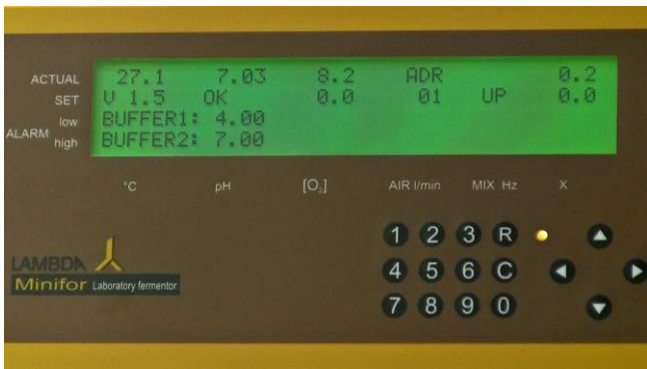 ACTUAL 27.1 7.03 8.2 ADR 0.2
SET V 1.5 OK 0.0 01 UP 0.0
ALARM low BUFFER1: 4.00
high BUFFER2: 7.00
°C pH [O₂] AIR l/min MIX Hz X
1 2 3 R
4 5 6 C
7 8 9 0
LAMBDA
Minifor Laboratory fermentor